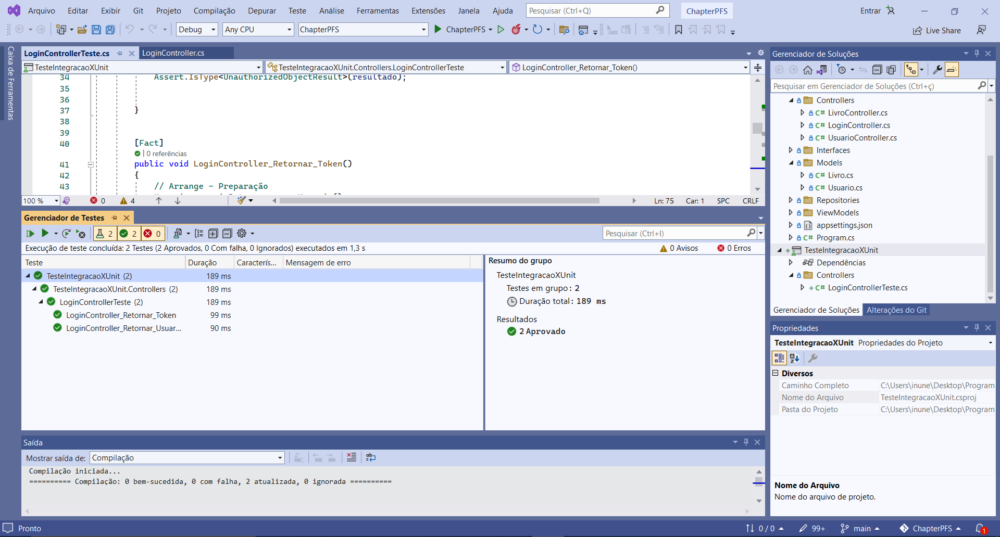 Arquivo Editar Exibir Git Projeto Compilação Depurar Teste Análise Ferramentas Extensões Janela Ajuda Pesquisar (Ctrl+Q) ChapterPFS Entrar
Debug Any CPU ChapterPFS ChapterPFS Live Share
Caixa de Ferramentas
LoginControllerTeste.cs LoginController.cs
TesteIntegracaoXUnit TesteIntegracaoXUnit.Controllers.LoginControllerTeste LoginController_Retornar_Token()
34 Assert.IsType<UnauthorizedObjectResult>(resultado);
35
36
37 }
38
39
40 [Fact]
0 referências
41 public void LoginController_Retornar_Token()
42 {
43 // Arrange - Preparação
100 % 0 4 Ln: 75 Car: 1 SPC CRLF
Gerenciador de Testes
2 2 0 Pesquisar (Ctrl+I)
Execução de teste concluída: 2 Testes (2 Aprovados, 0 Com falha, 0 Ignorados) executados em 1,3 s 0 Avisos 0 Erros
Teste Duração Caracterís... Mensagem de erro
TesteIntegracaoXUnit (2) 189 ms
TesteIntegracaoXUnit.Controllers (2) 189 ms
LoginControllerTeste (2) 189 ms
LoginController_Retornar_Token 99 ms
LoginController_Retornar_Usuar... 90 ms
Resumo do grupo
TesteIntegracaoXUnit
Testes em grupo: 2
Duração total: 189 ms
Resultados
2 Aprovado
Saída
Mostrar saída de: Compilação
Compilação iniciada...
========== Compilação: 0 bem-sucedida, 0 com falha, 2 atualizada, 0 ignorada ==========
Gerenciador de Soluções
Pesquisar em Gerenciador de Soluções (Ctrl+ç)
Controllers
C# LivroController.cs
C# LoginController.cs
C# UsuarioController.cs
Interfaces
Models
C# Livro.cs
C# Usuario.cs
Repositories
ViewModels
appsettings.json
C# Program.cs
TesteIntegracaoXUnit
Dependências
Controllers
C# LoginControllerTeste.cs
Gerenciador de Soluções Alterações do Git
Propriedades
TesteIntegracaoXUnit Propriedades do Projeto
Diversos
Caminho Completo C:\Users\inune\Desktop\Program
Nome do Arquivo TesteIntegracaoXUnit.csproj
Pasta do Projeto C:\Users\inune\Desktop\Program
Nome do Arquivo
Nome do arquivo de projeto.
Pronto 0 / 0 99+ main ChapterPFS 1